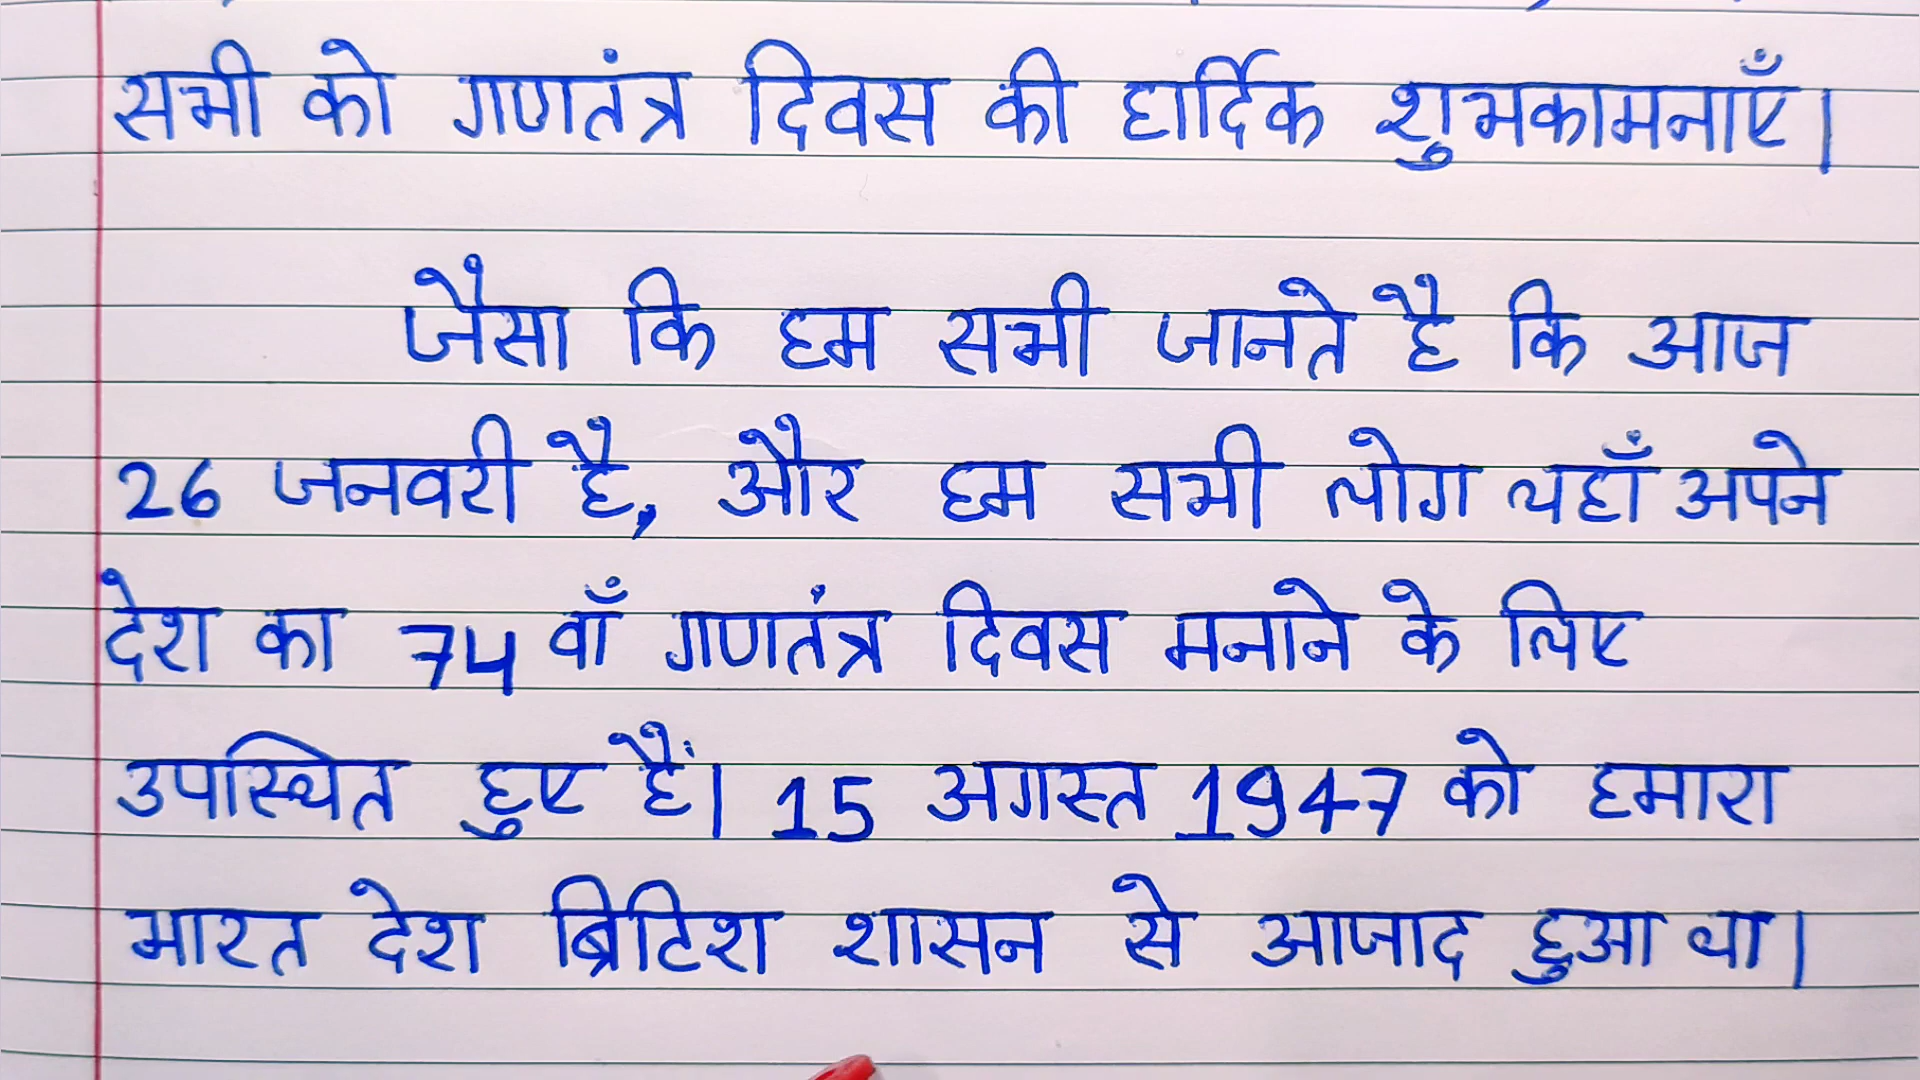 सभी को गणतंत्र दिवस की हार्दिक शुभकामनाएँ।
जैसा कि हम सभी जानते है कि आज
26 जनवरी है, और हम सभी लोग यहाँ अपने
देश का 74 वाँ गणतंत्र दिवस मनाने के लिए
उपस्थित हुए हैं। 15 अगस्त 1947 को हमारा
भारत देश ब्रिटिश शासन से आजाद हुआ था।